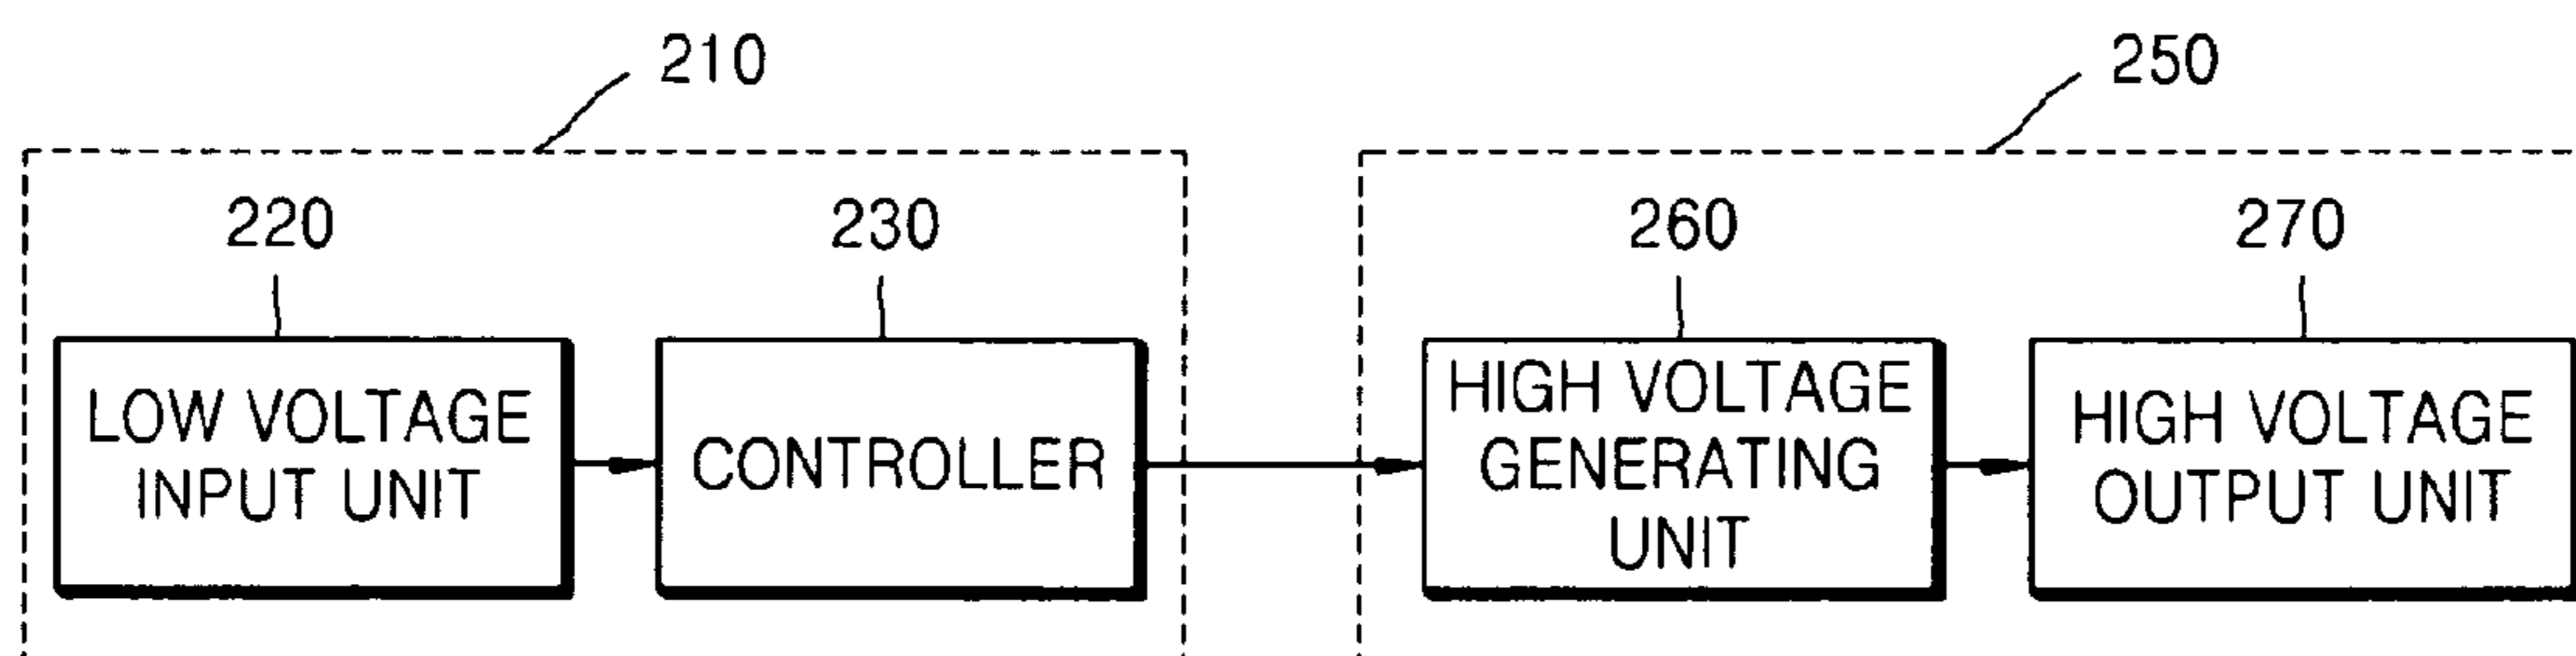 210
250
220
230
260
270
LOW VOLTAGE
INPUT UNIT
CONTROLLER
HIGH VOLTAGE
GENERATING
UNIT
HIGH VOLTAGE
OUTPUT UNIT